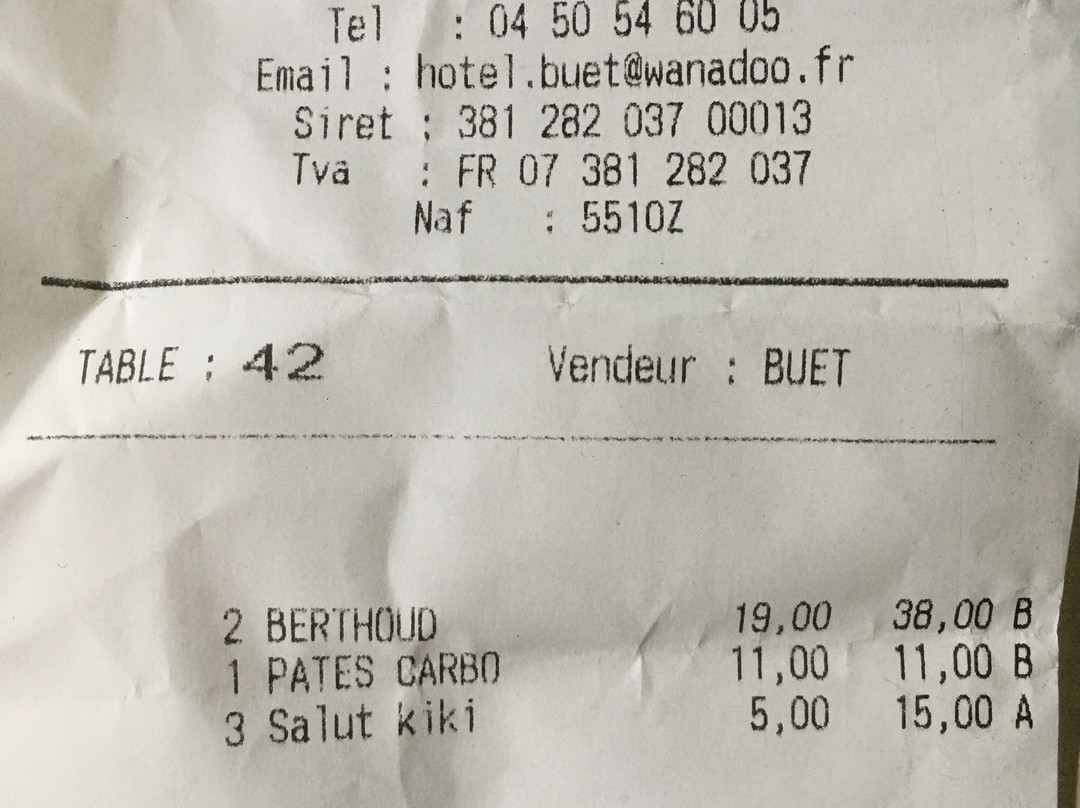 Tel : 04 50 54 60 05
Email : hotel.buet@wanadoo.fr
Siret : 381 282 037 00013
Tva : FR 07 381 282 037
Naf : 5510Z
TABLE : 42 Vendeur : BUET
2 BERTHOUD 19,00 38,00 B
1 PATES CARBO 11,00 11,00 B
3 Salut kiki 5,00 15,00 A